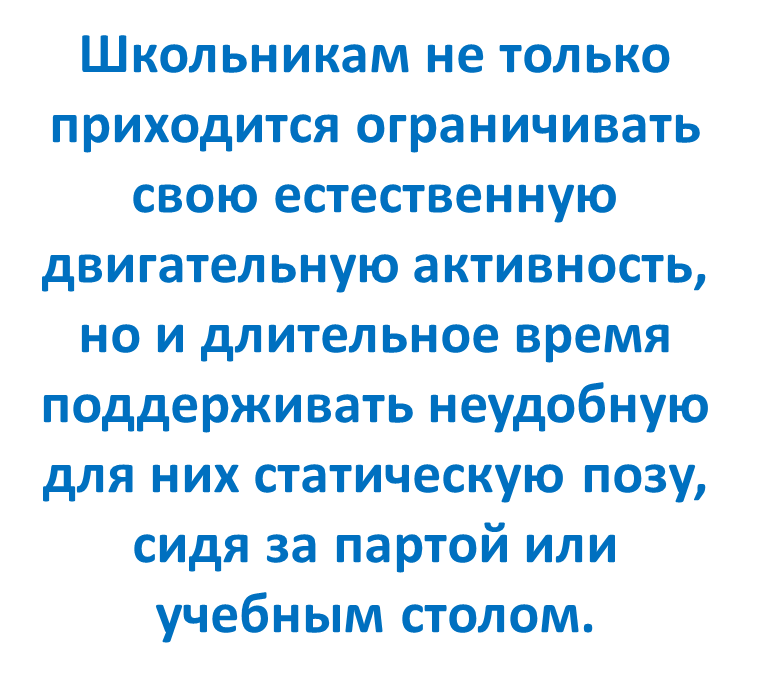 Школьникам не только
приходится ограничивать
свою естественную
двигательную активность,
но и длительное время
поддерживать неудобную
для них статическую позу,
сидя за партой или
учебным столом.